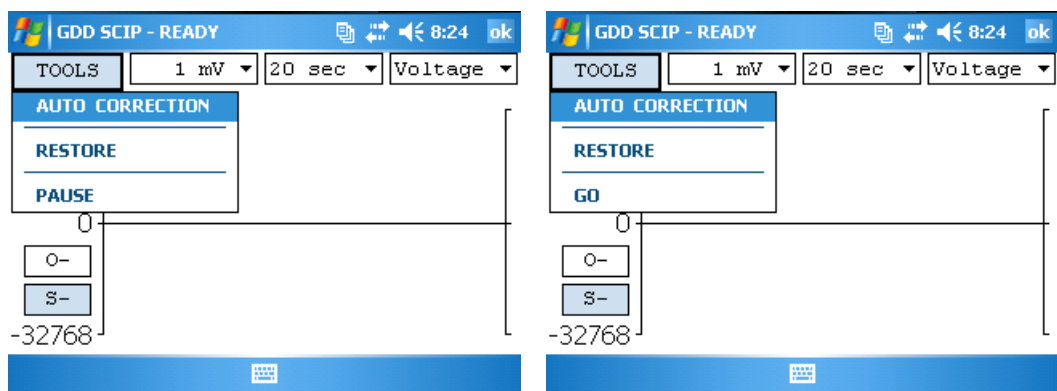 GDD SCIP - READY 8:24 ok
TOOLS 1 mV 20 sec Voltage
AUTO CORRECTION
RESTORE
PAUSE
0
O-
S-
-32768
GDD SCIP - READY 8:24 ok
TOOLS 1 mV 20 sec Voltage
AUTO CORRECTION
RESTORE
GO
0
O-
S-
-32768